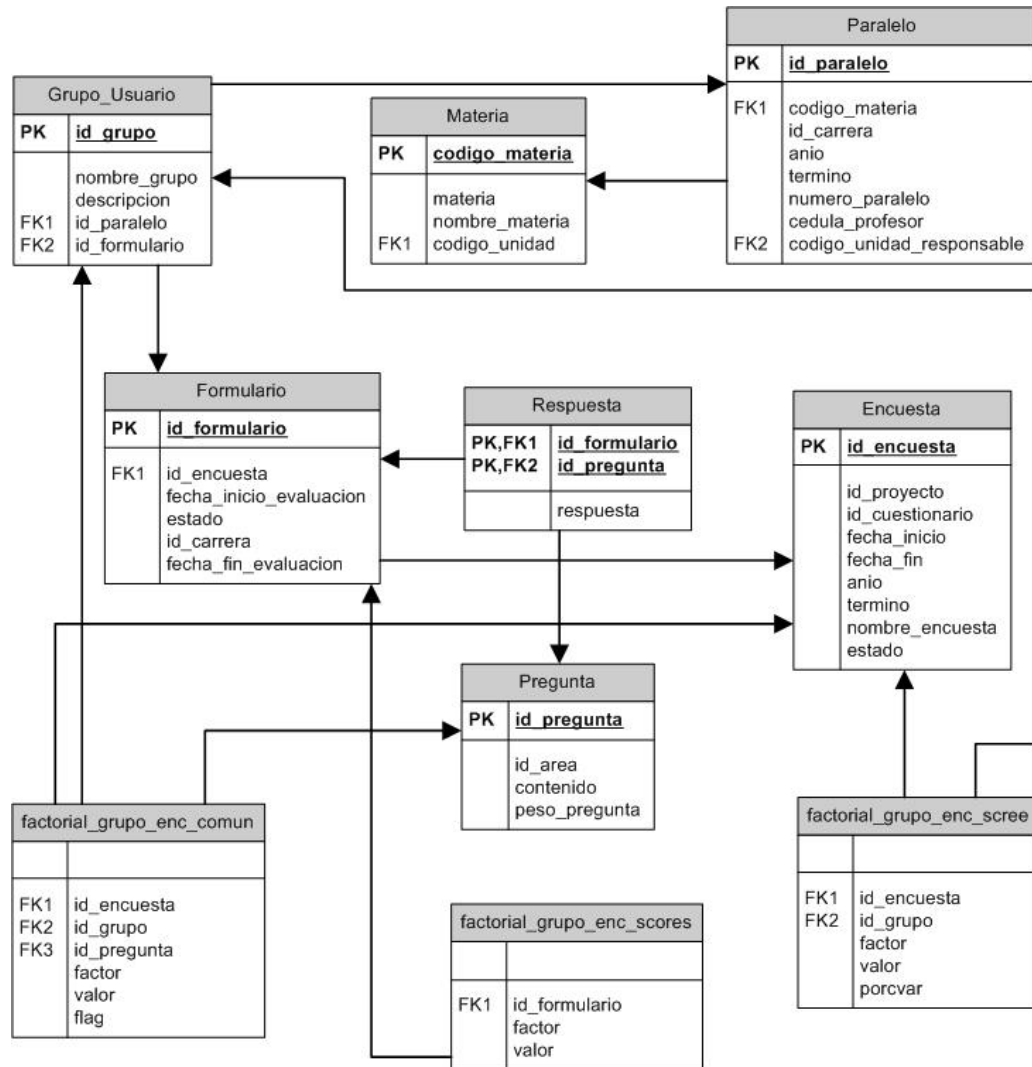 Paralelo
PK id_paralelo
FK1 codigo_materia
id_carrera
anio
termino
numero_paralelo
cedula_profesor
FK2 codigo_unidad_responsable
Grupo_Usuario
PK id_grupo
nombre_grupo
descripcion
FK1 id_paralelo
FK2 id_formulario
Materia
PK codigo_materia
materia
nombre_materia
FK1 codigo_unidad
Formulario
PK id_formulario
FK1 id_encuesta
fecha_inicio_evaluacion
estado
id_carrera
fecha_fin_evaluacion
Respuesta
PK,FK1 id_formulario
PK,FK2 id_pregunta
respuesta
Encuesta
PK id_encuesta
id_proyecto
id_cuestionario
fecha_inicio
fecha_fin
anio
termino
nombre_encuesta
estado
Pregunta
PK id_pregunta
id_area
contenido
peso_pregunta
factorial_grupo_enc_comun
FK1 id_encuesta
FK2 id_grupo
FK3 id_pregunta
factor
valor
flag
factorial_grupo_enc_scores
FK1 id_formulario
factor
valor
factorial_grupo_enc_scree
FK1 id_encuesta
FK2 id_grupo
factor
valor
porcvar